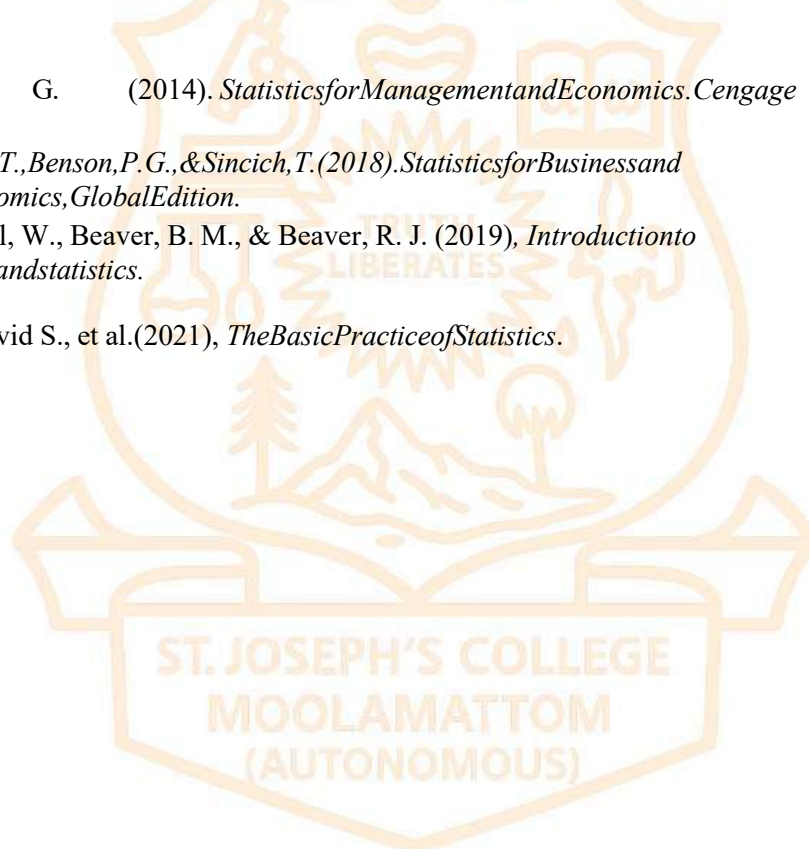 G. (2014). StatisticsforManagementandEconomics.Cengage
T.,Benson,P.G.,&Sincich,T.(2018).StatisticsforBusinessand
omics,GlobalEdition.
l, W., Beaver, B. M., & Beaver, R. J. (2019), Introductionto
andstatistics.
vid S., et al.(2021), TheBasicPracticeofStatistics.
TRUTH
LIBERATES
ST. JOSEPH'S COLLEGE
MOOLAMATTOM
(AUTONOMOUS)